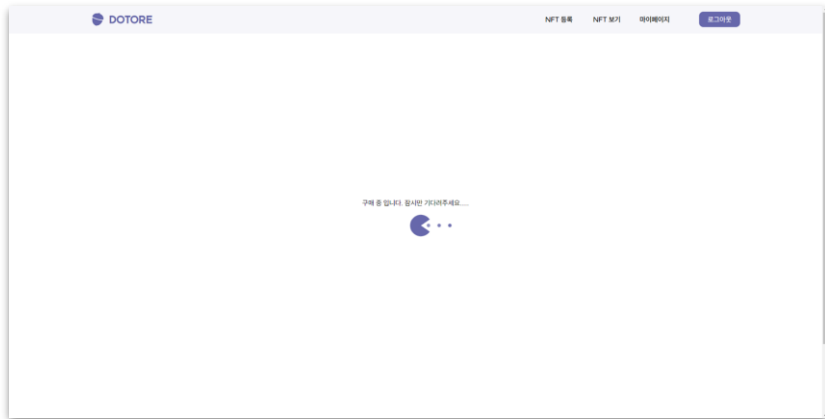 DOTORE
NFT 등록 NFT 보기 마이페이지 로그아웃
구매 중 입니다. 잠시만 기다려주세요.....